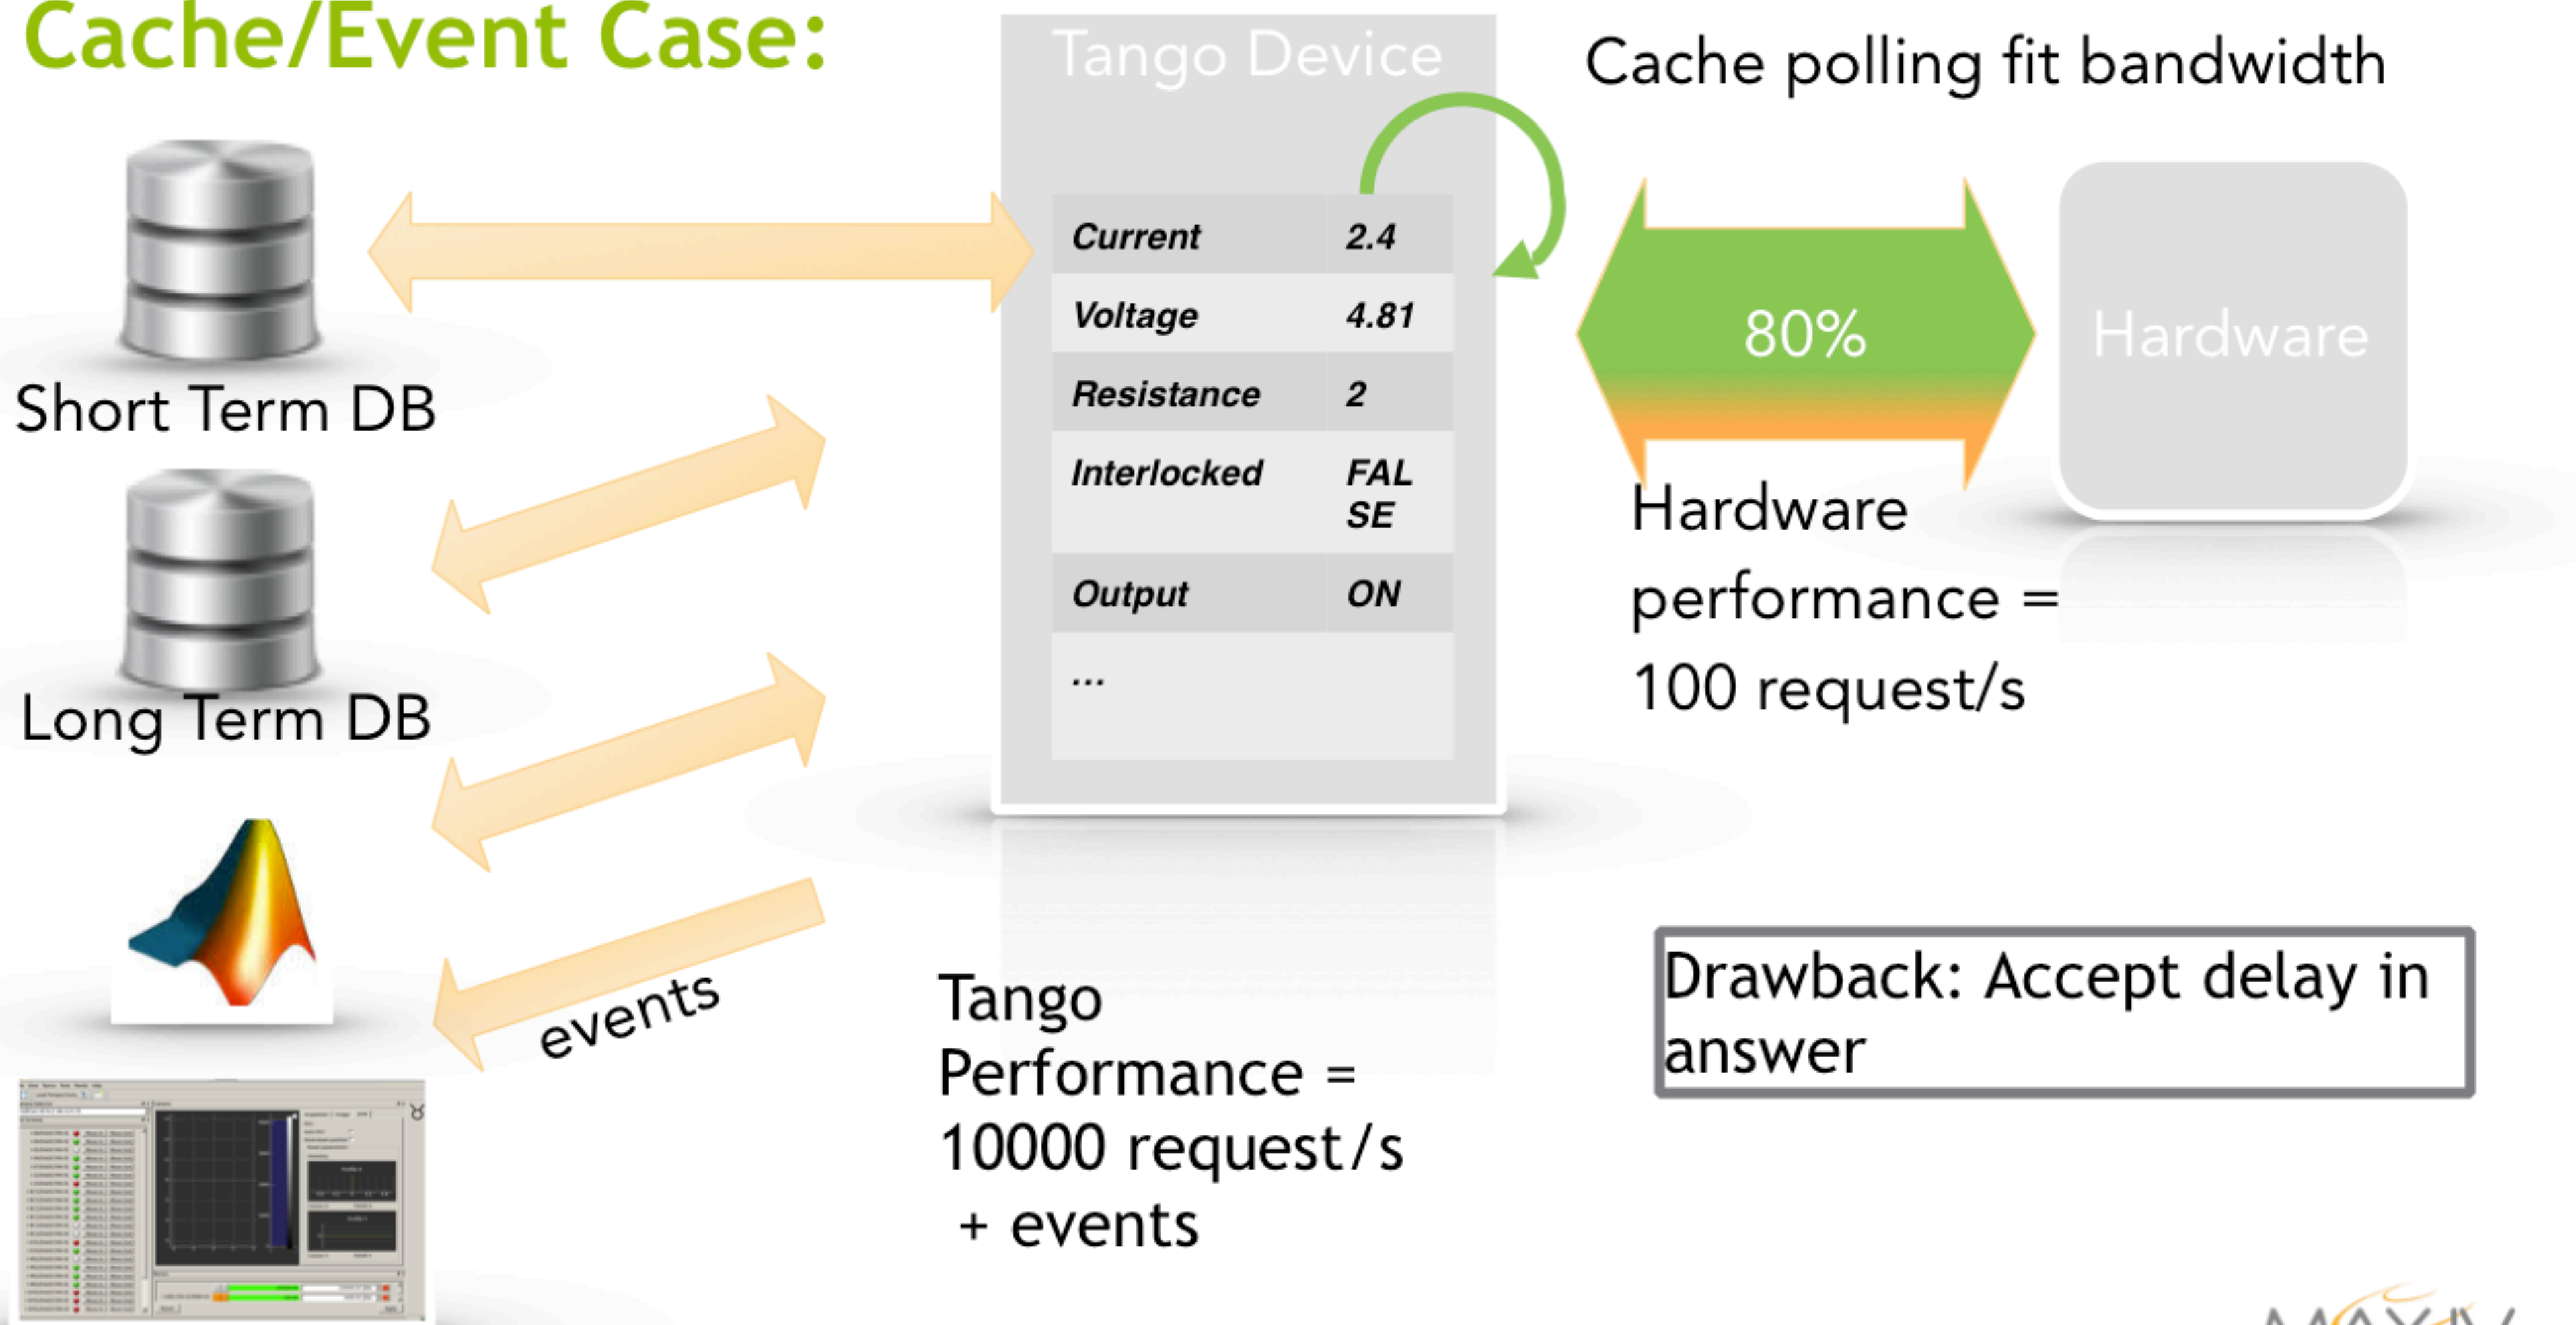 Cache/Event Case:
Tango Device
Cache polling fit bandwidth
Current 2.4
Voltage 4.81
Resistance 2
Interlocked FAL
SE
Output ON
...
80%
Hardware
Short Term DB
Long Term DB
Hardware
performance =
100 request/s
events
Tango
Performance =
10000 request/s
+ events
Drawback: Accept delay in
answer